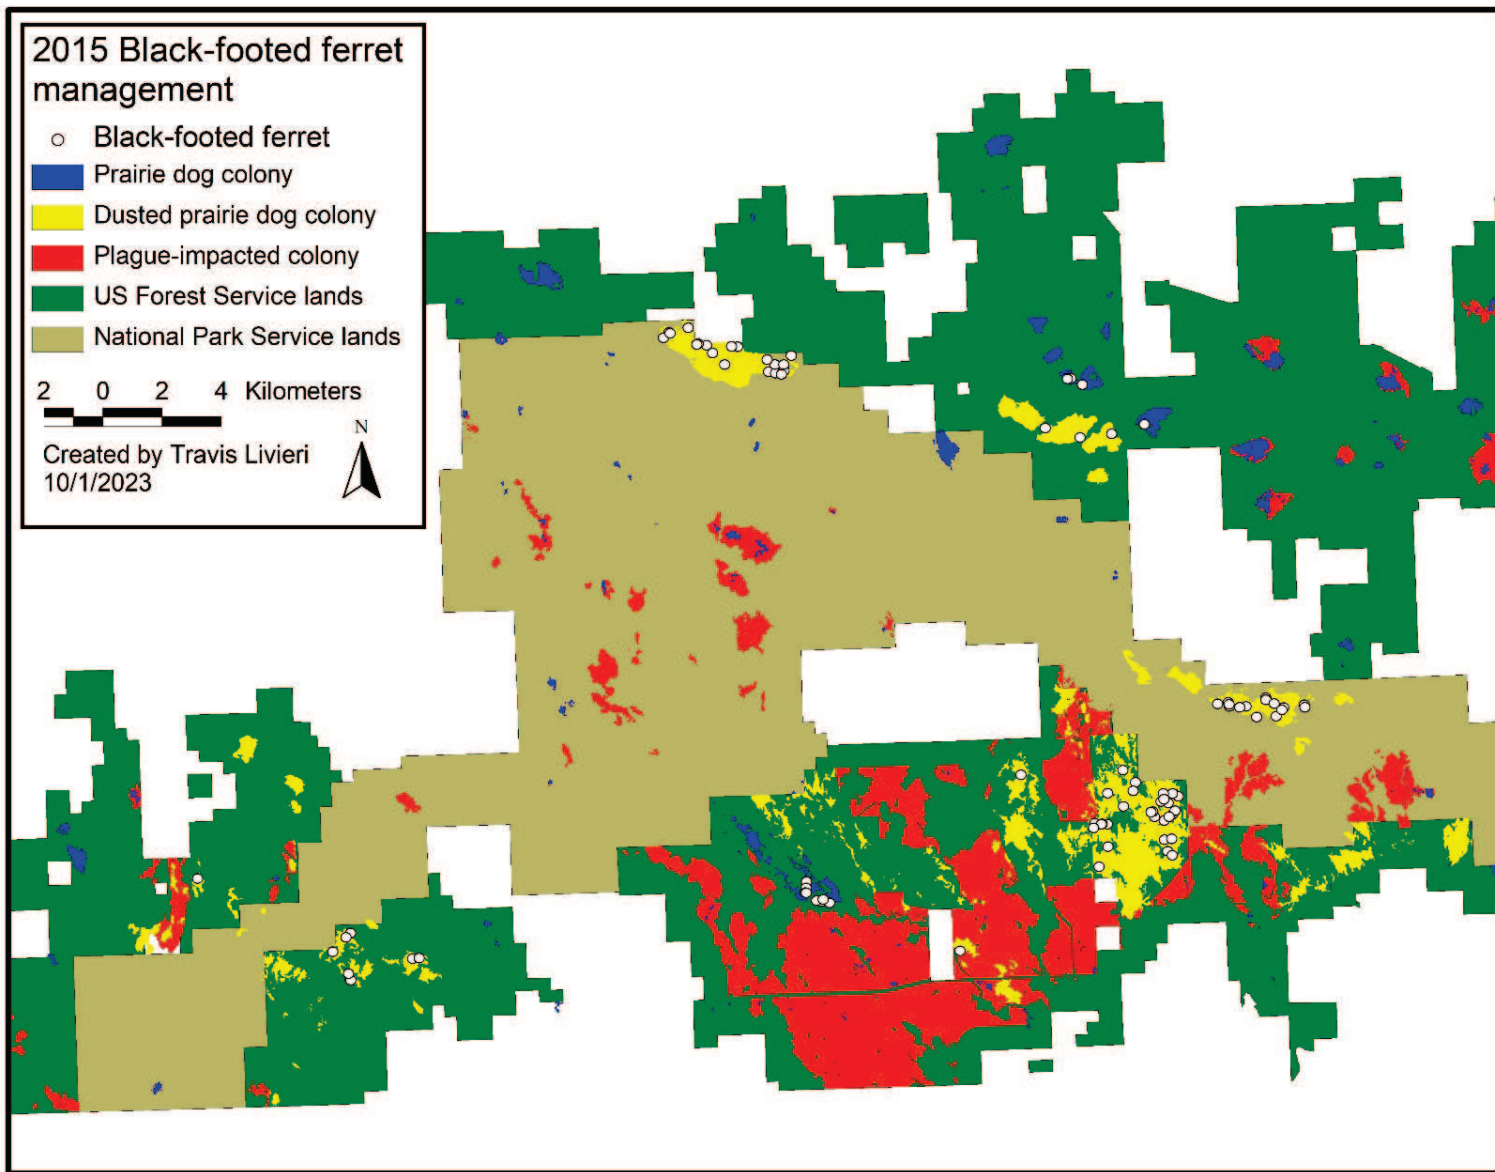 2015 Black-footed ferret
management
Black-footed ferret
Prairie dog colony
Dusted prairie dog colony
Plague-impacted colony
US Forest Service lands
National Park Service lands
2 0 2 4 Kilometers
N
Created by Travis Livieri
10/1/2023